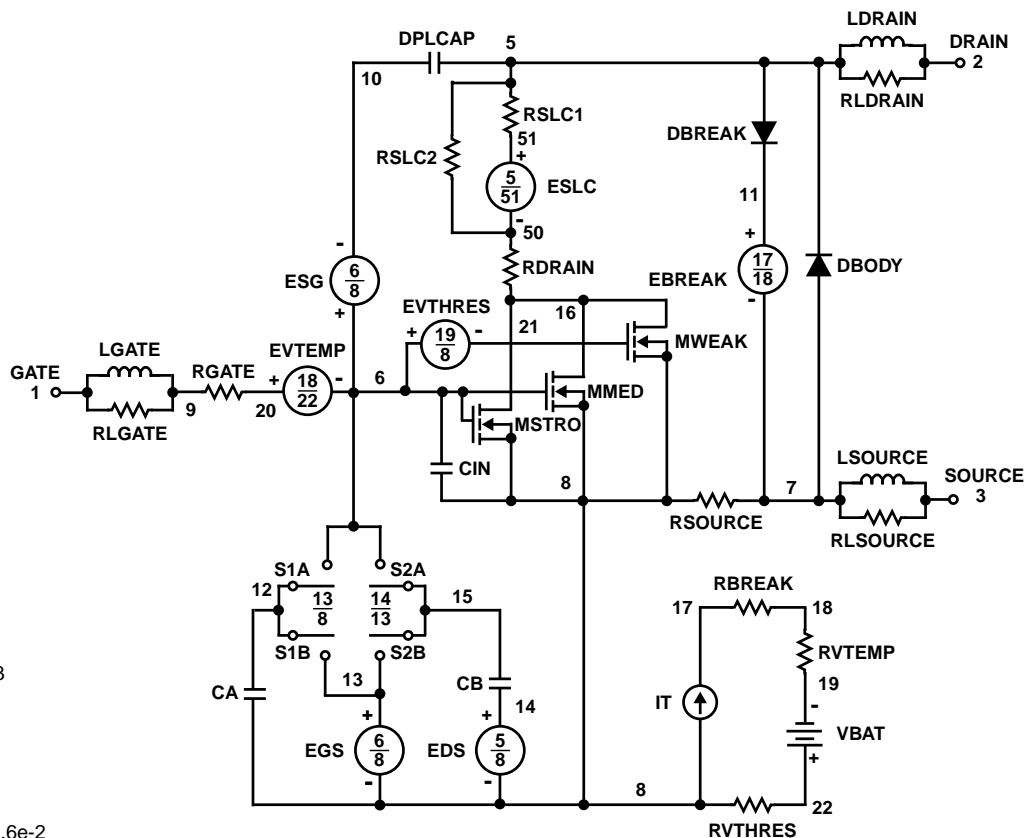 LDRAIN
DPLCAP 5 DRAIN
10 2
RSLC1 RLDRAIN
51 DBREAK
RSLC2 +
5
51 ESLC 11
-
50
- +
ESG 6
8 RDRAIN EBREAK 17
18 DBODY
+ -
EVTHRES 16
21
+ 19
8 - MWEAK
LGATE EVTEMP
GATE RGATE + 18
22 - 6
1 9 20 MMED
RLGATE MSTRO
LSOURCE
CIN 8 7 SOURCE
3
RSOURCE RLSOURCE
S1A S2A
12 13
8 14
13 15 RBREAK
17 18
S1B S2B RVTEMP
13 CB 19
CA 14 IT -
+ + VBAT
EGS 6
8 EDS 5
8 +
- - 8 22
RVTHRES
3
.6e-2